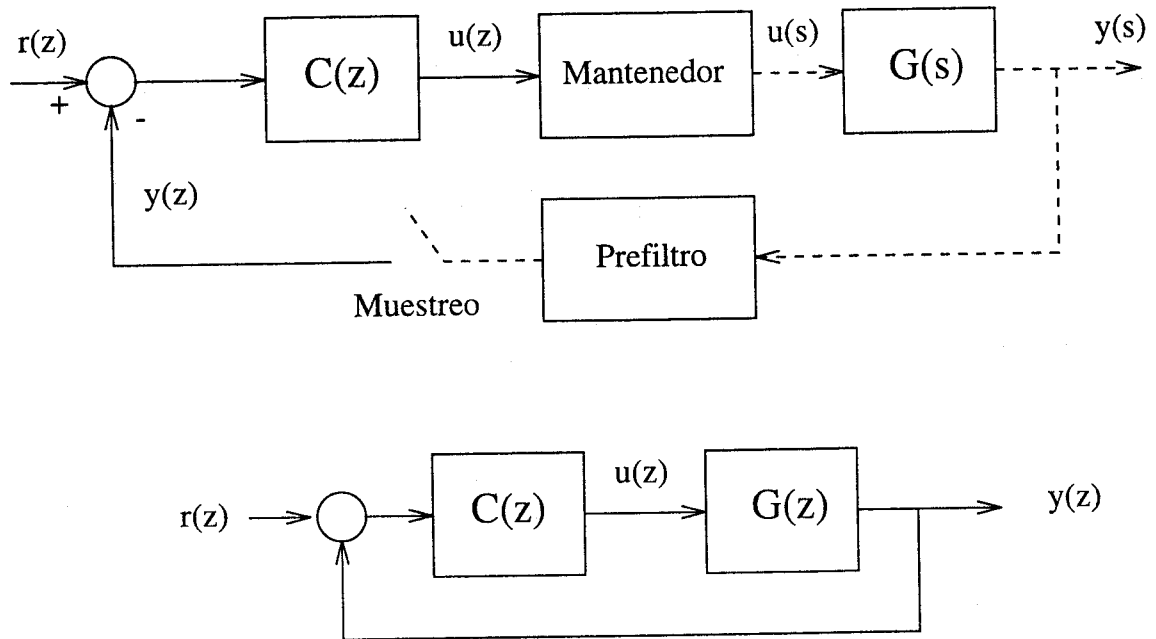 r(z)
+
-
C(z)
u(z)
Mantenedor
u(s)
G(s)
y(s)
y(z)
Muestreo
Prefiltro
r(z)
C(z)
u(z)
G(z)
y(z)